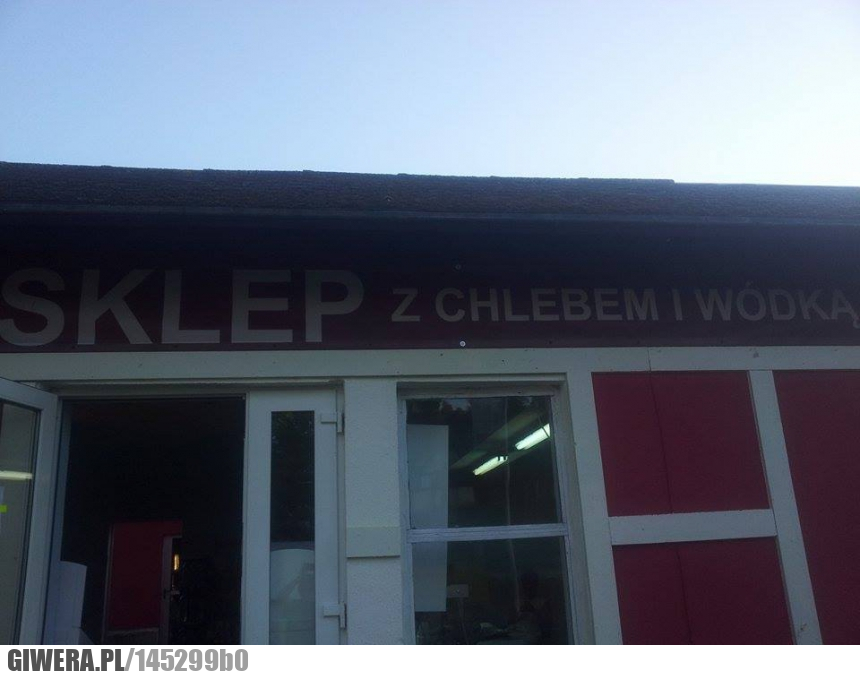 SKLEP Z CHLEBEM I WÓDKĄ
GIWERA.PL/145299b0